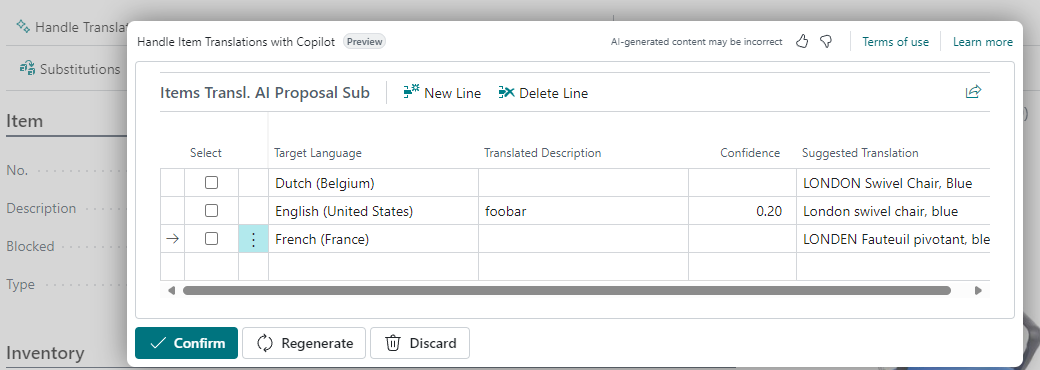 Handle Transla
Handle Item Translations with Copilot Preview
AI-generated content may be incorrect
Terms of use
Learn more
Substitutions
Items Transl. AI Proposal Sub
New Line
Delete Line
Item
Select Target Language Translated Description Confidence Suggested Translation
No.
Dutch (Belgium) LONDON Swivel Chair, Blue
Description
English (United States) foobar 0.20 London swivel chair, blue
Blocked
French (France) LONDEN Fauteuil pivotant, ble
Type
Confirm
Regenerate
Discard
Inventory